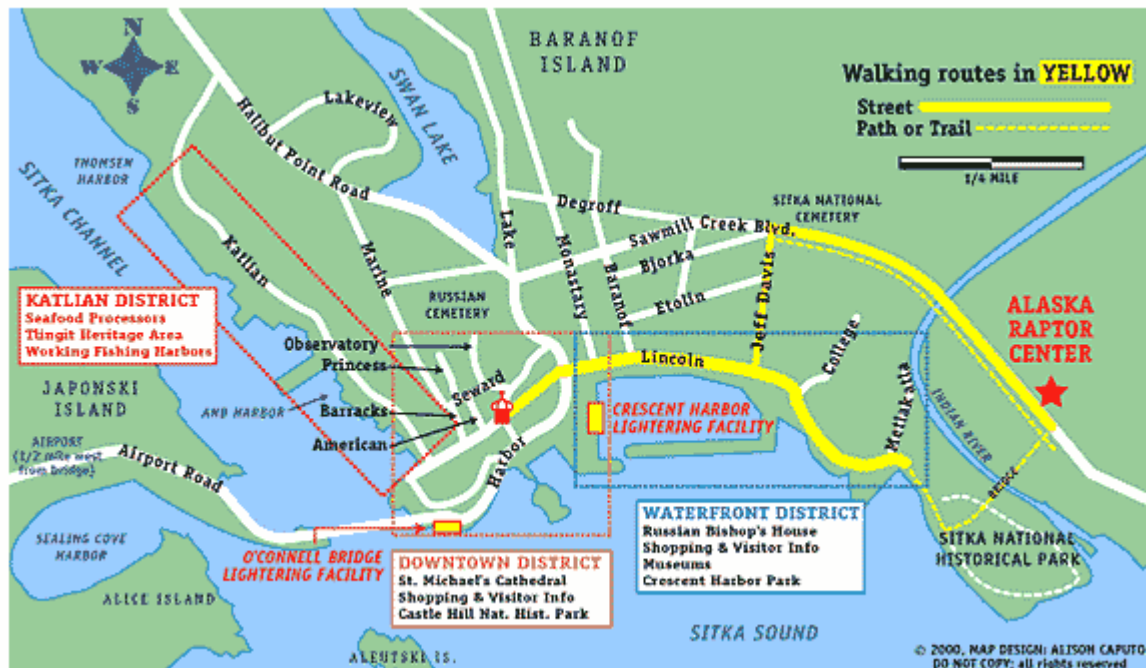 BARANOF
ISLAND
N
W E
S
Walking routes in YELLOW
Street
Path or Trail
1/4 MILE
Lakeview
SWAN LAKE
Halibut Point Road
THOMSEN
HARBOR
SITKA CHANNEL
Degroff
SITKA NATIONAL
CEMETERY
Lake
Sawmill Creek Blvd.
Monastary
Bjorka
Baranof
Katlian
Marine
Etolin
Jeff Davis
KATLIAN DISTRICT
Seafood Processors
Tlingit Heritage Area
Working Fishing Harbors
RUSSIAN
CEMETERY
ALASKA
RAPTOR
CENTER
Observatory
Princess
Lincoln
College
Seward
JAPONSKI
ISLAND
ANB HARBOR
Barracks
American
CRESCENT HARBOR
LIGHTERING FACILITY
Metlakatla
INDIAN RIVER
AIRPORT
(1/2 mile west
from bridge)
Airport Road
Harbor
BRIDGE
WATERFRONT DISTRICT
Russian Bishop's House
Shopping & Visitor Info
Museums
Crescent Harbor Park
SEALING COVE
HARBOR
O'CONNELL BRIDGE
LIGHTERING FACILITY
DOWNTOWN DISTRICT
St. Michael's Cathedral
Shopping & Visitor Info
Castle Hill Nat. Hist. Park
SITKA NATIONAL
HISTORICAL PARK
ALICE ISLAND
SITKA SOUND
ALEUTSKI IS.
© 2000, MAP DESIGN: ALISON CAPUTO
DO NOT COPY: all rights reserved